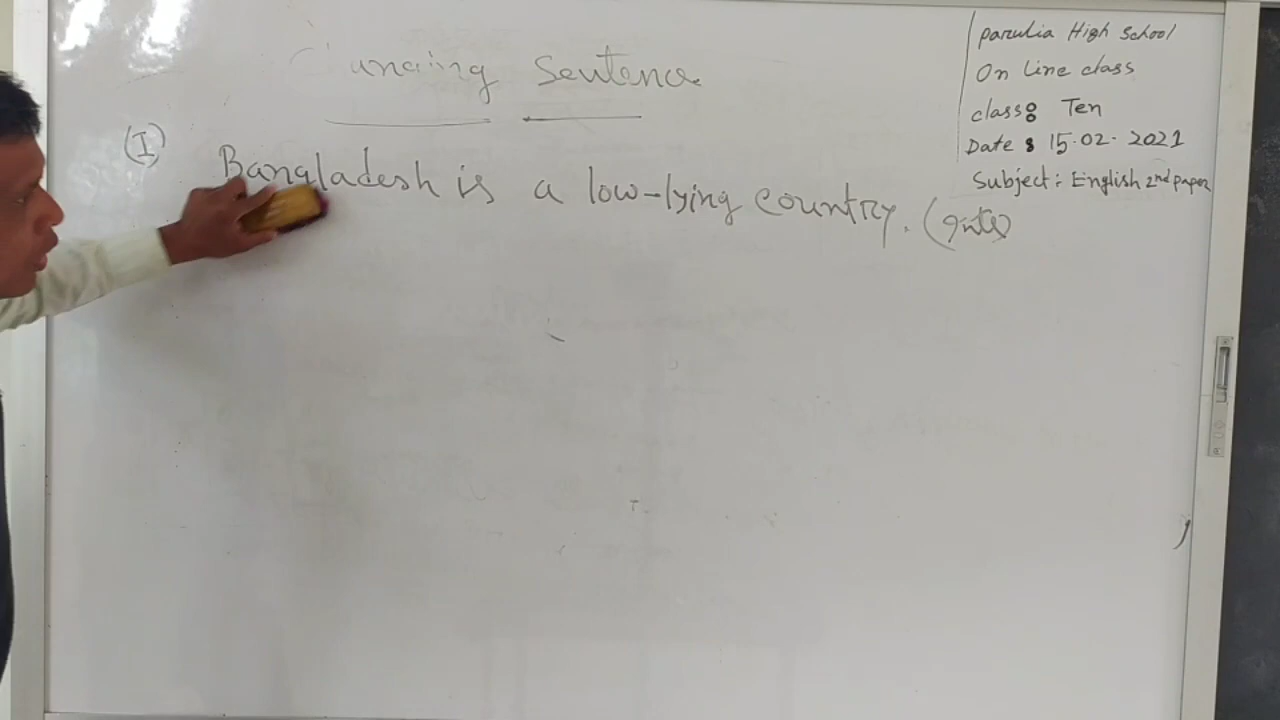 Sentence
(I) Bangladesh is a low-lying country. (Inte)
Parulia High School
On Line class
class: Ten
Date: 15.02.2021
Subject: English 2nd paper